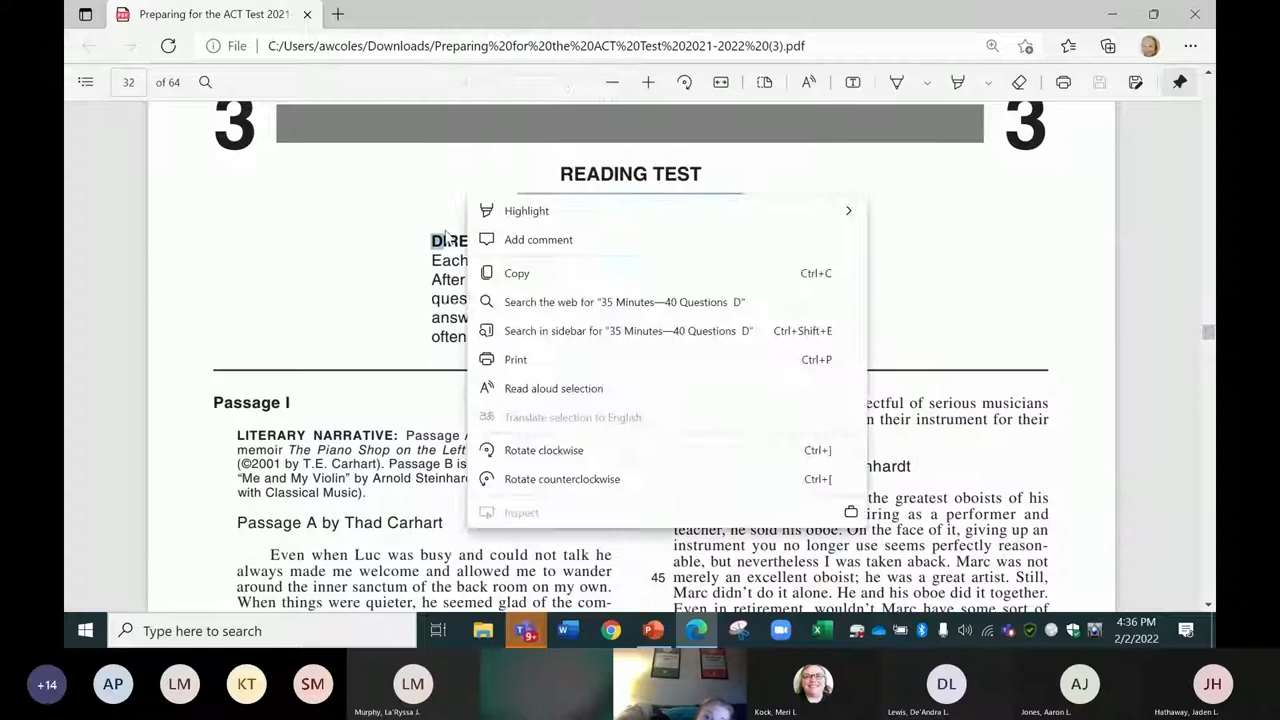 Preparing for the ACT Test 2021
File C:/Users/awcoles/Downloads/Preparing%20for%20the%20ACT%20Test%202021-2022%20(3).pdf
32 of 64
3 3
READING TEST
DIRE
Each
After
ques
answ
often
Highlight
Add comment
Copy Ctrl+C
Search the web for "35 Minutes—40 Questions D"
Search in sidebar for "35 Minutes—40 Questions D" Ctrl+Shift+E
Print Ctrl+P
Read aloud selection
Translate selection to English
Rotate clockwise Ctrl+]
Rotate counterclockwise Ctrl+[
Inspect
Passage I
LITERARY NARRATIVE: Passage A
memoir The Piano Shop on the Left
(©2001 by T.E. Carhart). Passage B is
“Me and My Violin” by Arnold Steinhar
with Classical Music).
Passage A by Thad Carhart
Even when Luc was busy and could not talk he
always made me welcome and allowed me to wander
around the inner sanctum of the back room on my own.
When things were quieter, he seemed glad of the com-
ectful of serious musicians
n their instrument for their
nhardt
the greatest oboists of his
iring as a performer and
teacher, he sold his oboe. On the face of it, giving up an
instrument you no longer use seems perfectly reason-
able, but nevertheless I was taken aback. Marc was not
45 merely an excellent oboist; he was a great artist. Still,
Marc didn't do it alone. He and his oboe did it together.
Even in retirement, wouldn't Marc have some sort of
Type here to search
9+
4:36 PM
2/2/2022
+14 AP LM KT SM LM DL AJ JH
Murphy, La'Ryssa J. Kock, Meri I. Lewis, De'Andra L. Jones, Aaron L. Hathaway, Jaden L.